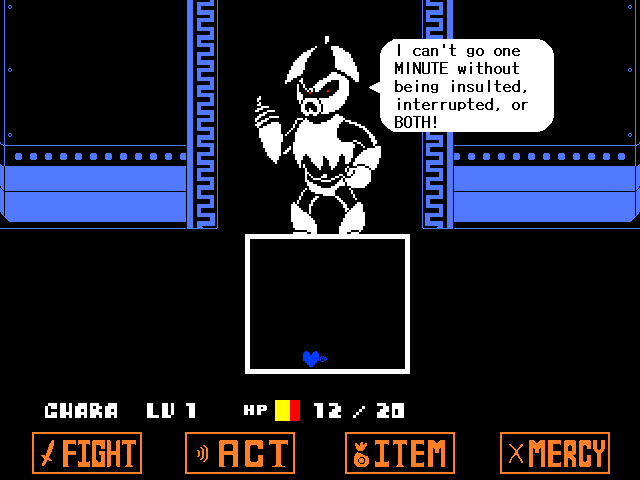 I can't go one
MINUTE without
being insulted,
interrupted, or
BOTH!
CHARA LV 1 HP 12 / 20
FIGHT ACT ITEM MERCY